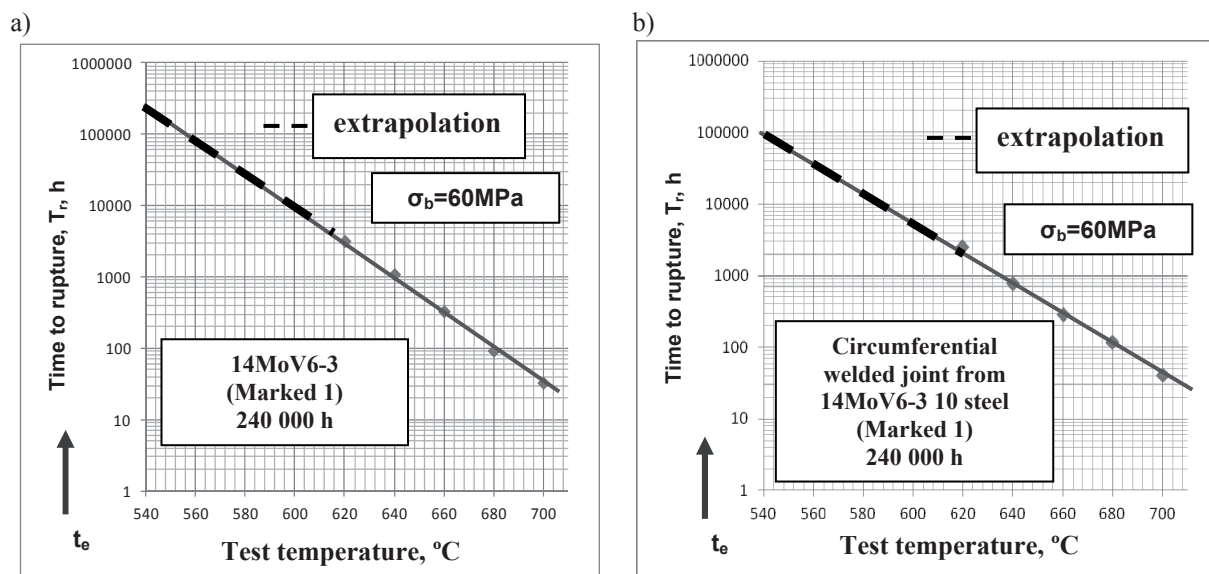 a)
Time to rupture, Tr, h
1000000
100000
10000
1000
100
10
1
540 560 580 600 620 640 660 680 700
extrapolation
σb=60MPa
14MoV6-3
(Marked 1)
240 000 h
te
Test temperature, ºC
b)
Time to rupture, Tr, h
1000000
100000
10000
1000
100
10
1
540 560 580 600 620 640 660 680 700
extrapolation
σb=60MPa
Circumferential
welded joint from
14MoV6-3 10 steel
(Marked 1)
240 000 h
te
Test temperature, ºC